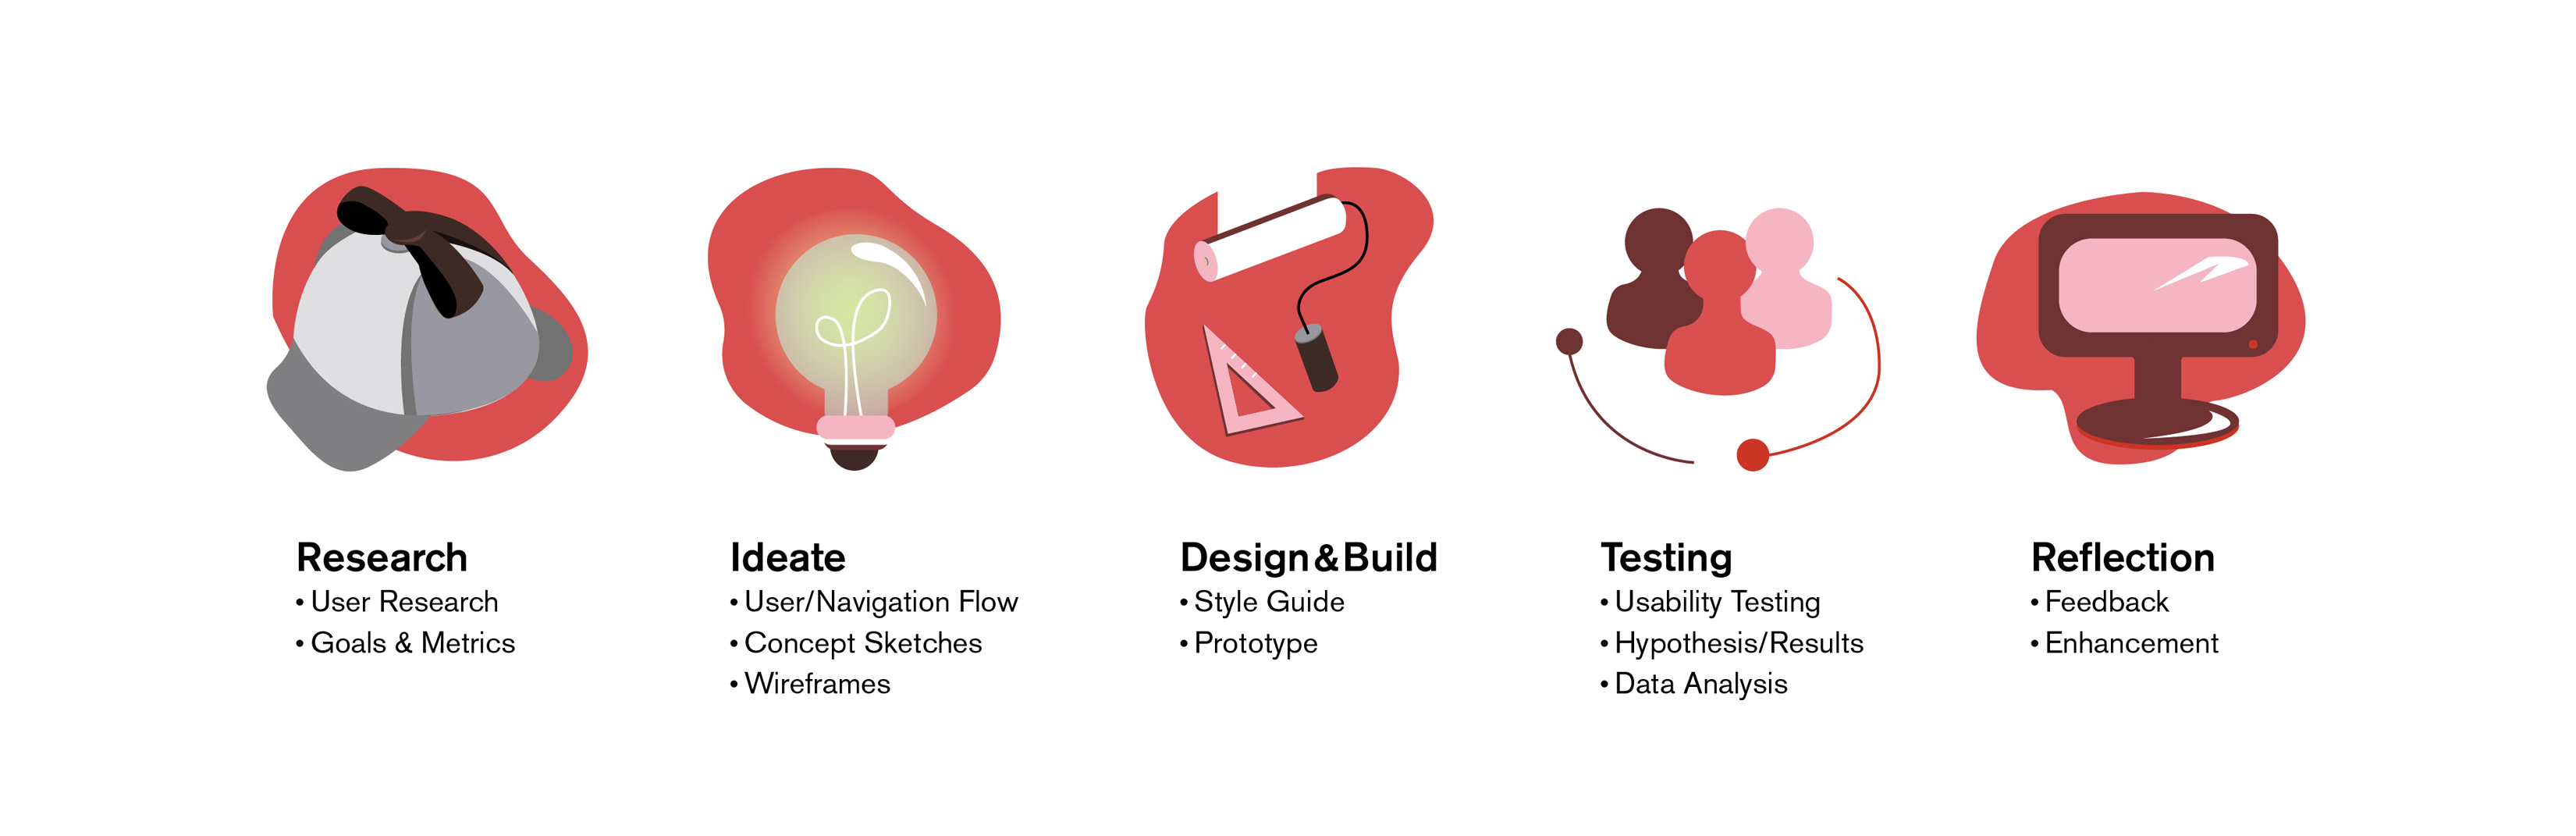 Research
• User Research
• Goals & Metrics
Ideate
• User/Navigation Flow
• Concept Sketches
• Wireframes
Design & Build
• Style Guide
• Prototype
Testing
• Usability Testing
• Hypothesis/Results
• Data Analysis
Reflection
• Feedback
• Enhancement